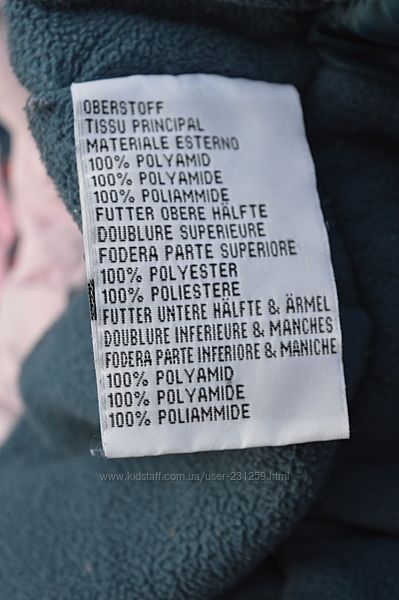 OBERSTOFF
TISSU PRINCIPAL
MATERIALE ESTERNO
100% POLYAMID
100% POLYAMIDE
100% POLIAMMIDE
FUTTER OBERE HÄLFTE
DOUBLURE SUPERIEURE
FODERA PARTE SUPERIORE
100% POLYESTER
100% POLIESTERE
FUTTER UNTERE HÄLFTE & ÄRMEL
DOUBLURE INFERIEURE & MANCHES
FODERA PARTE INFERIORE & MANICHE
100% POLYAMID
100% POLYAMIDE
100% POLIAMMIDE
www.kidstaff.com.ua/user-231259.html